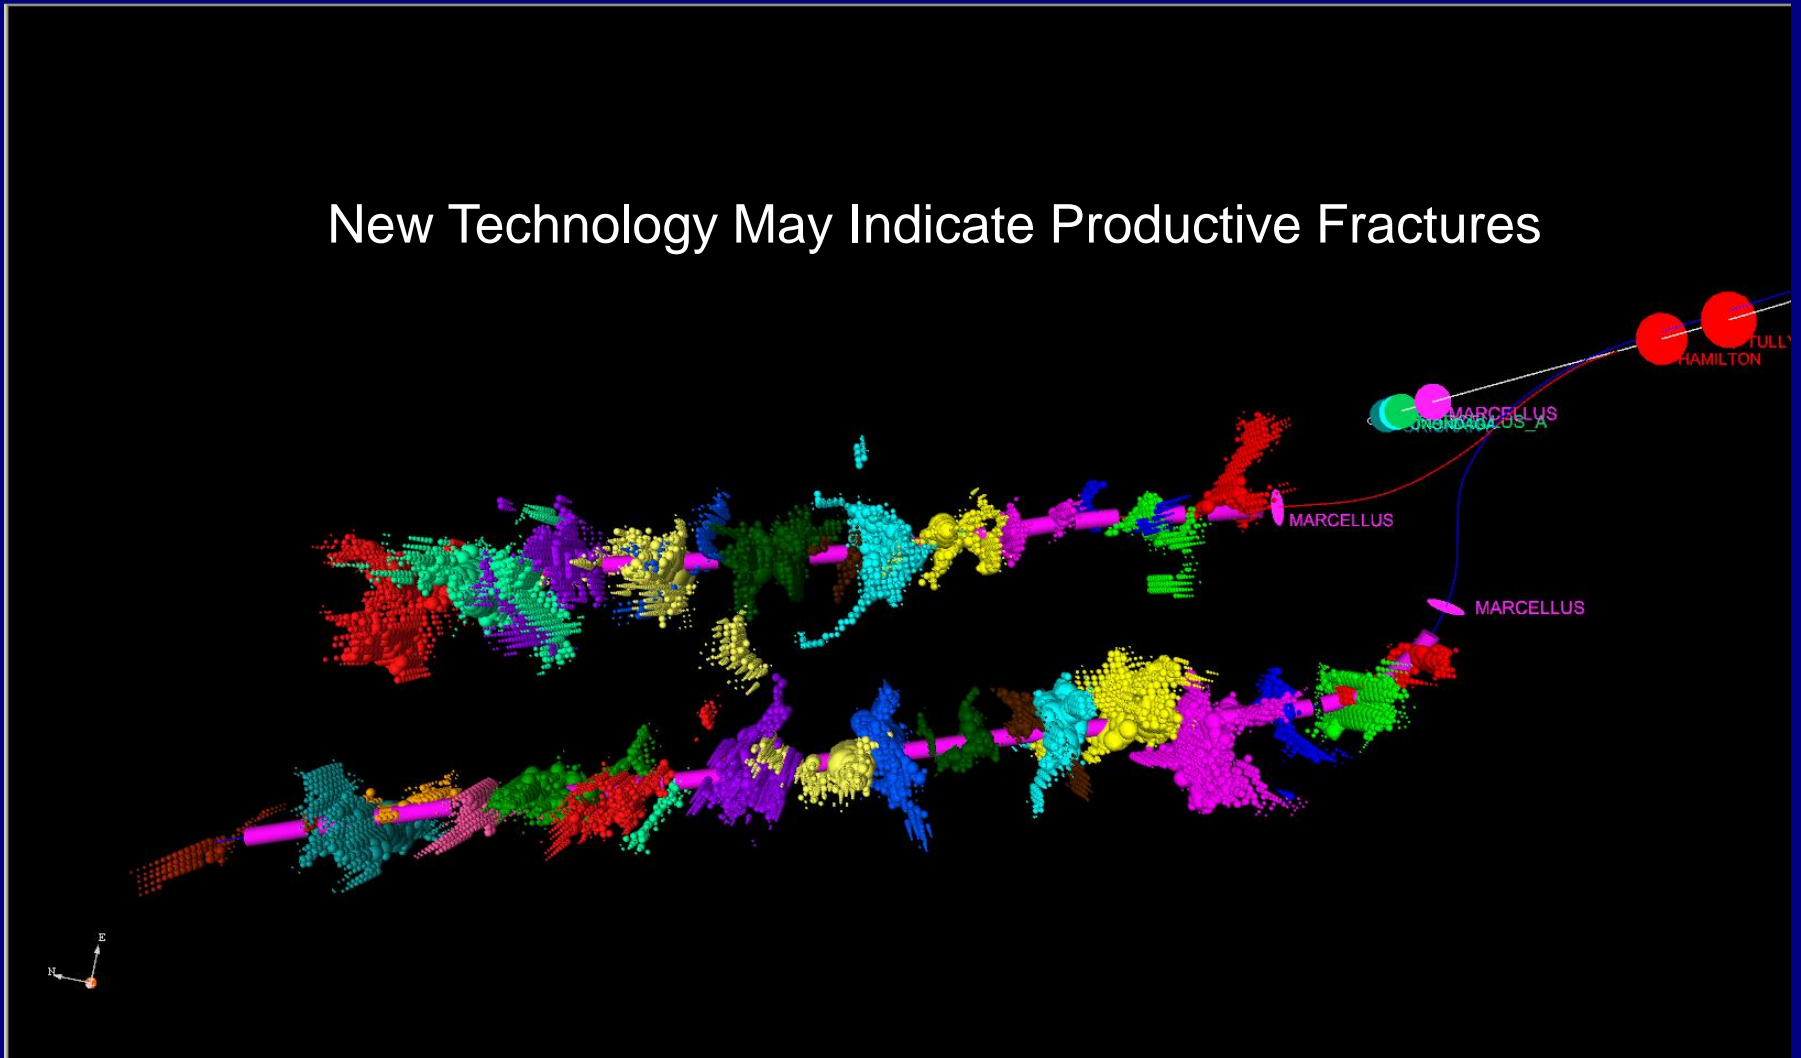 New Technology May Indicate Productive Fractures
TULLY
HAMILTON
MARCELLUS
MARCELLUS
MARCELLUS
E
N